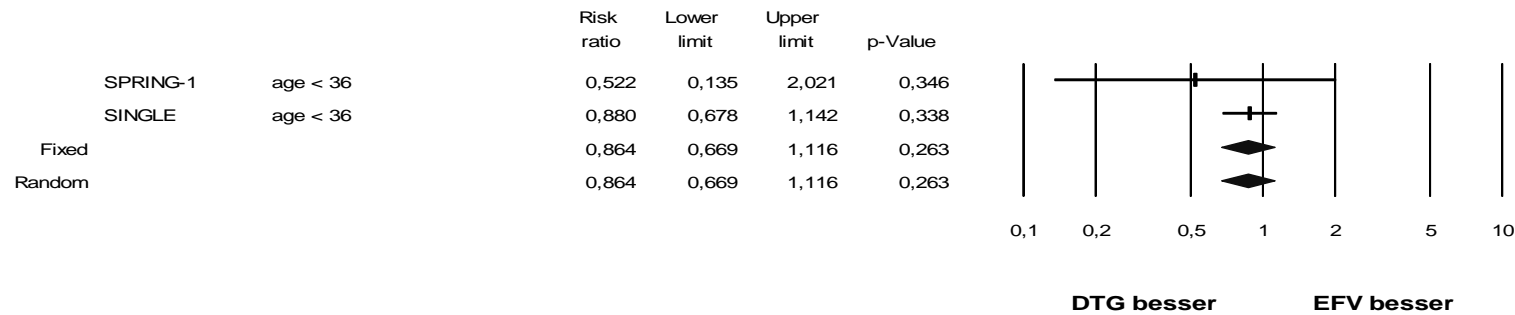 Risk Lower Upper
ratio limit limit p-Value
SPRING-1 age < 36 0,522 0,135 2,021 0,346
SINGLE age < 36 0,880 0,678 1,142 0,338
Fixed 0,864 0,669 1,116 0,263
Random 0,864 0,669 1,116 0,263
0,1 0,2 0,5 1 2 5 10
DTG besser EFV besser